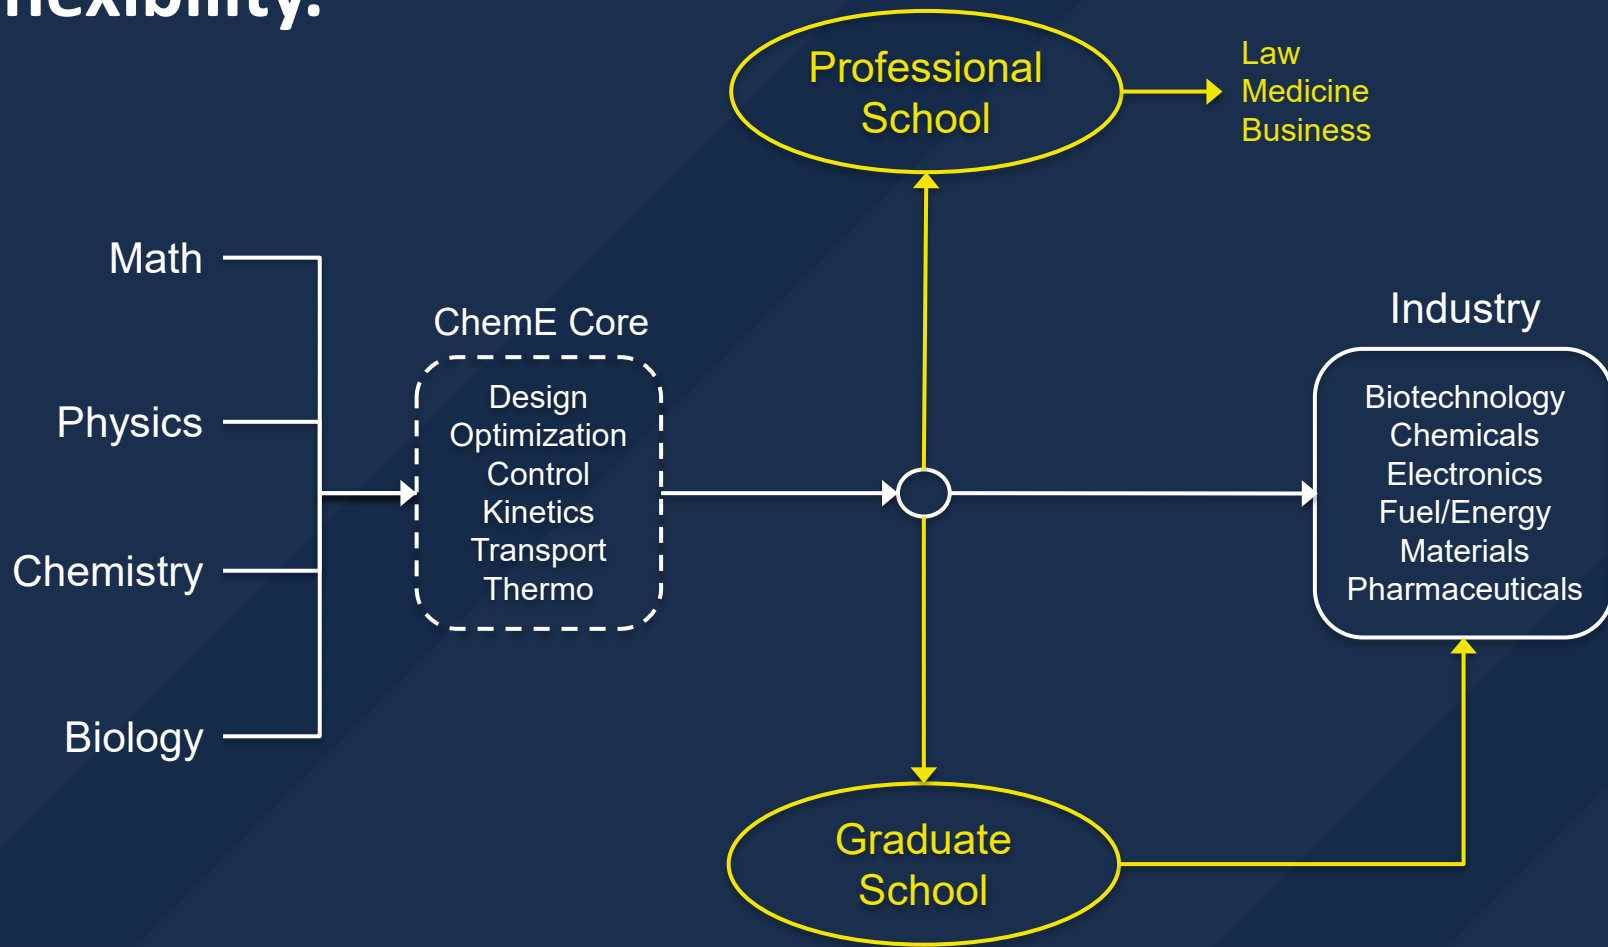 flexibility.
Professional
School
Law
Medicine
Business
Math
Physics
Chemistry
Biology
ChemE Core
Design
Optimization
Control
Kinetics
Transport
Thermo
Industry
Biotechnology
Chemicals
Electronics
Fuel/Energy
Materials
Pharmaceuticals
Graduate
School